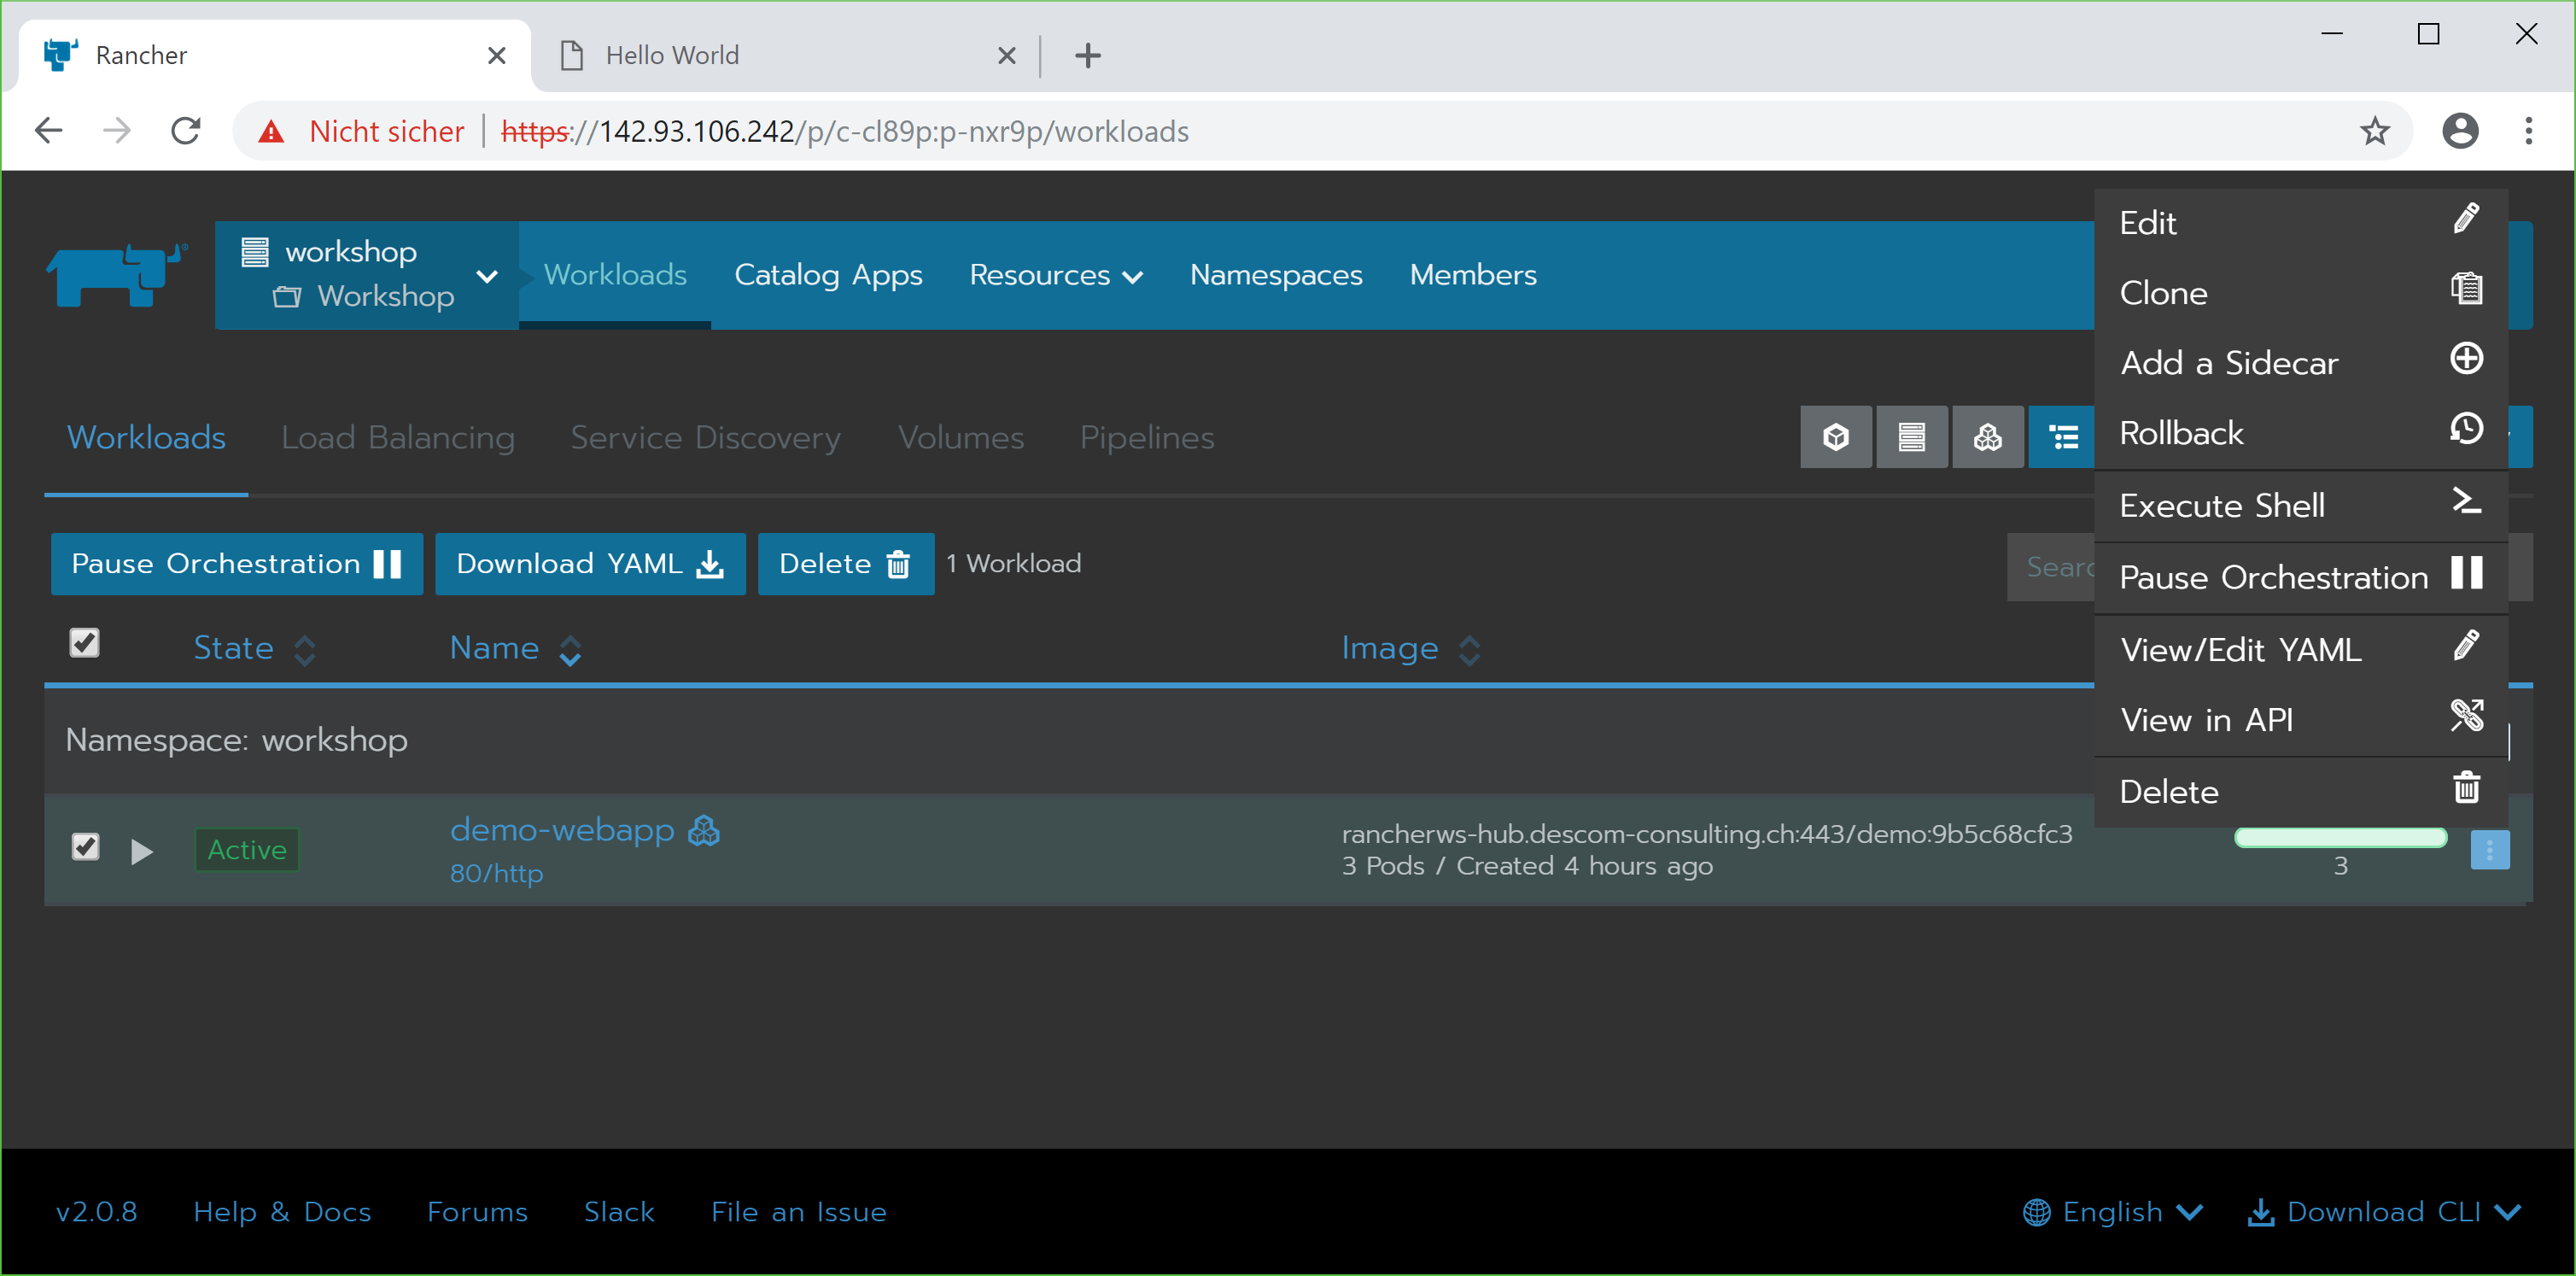 Rancher
Hello World
Nicht sicher
https://142.93.106.242/p/c-cl89p:p-nxr9p/workloads
workshop
Workshop
Workloads
Catalog Apps
Resources
Namespaces
Members
Edit
Clone
Add a Sidecar
Rollback
Execute Shell
Pause Orchestration
View/Edit YAML
View in API
Delete
Workloads
Load Balancing
Service Discovery
Volumes
Pipelines
Pause Orchestration
Download YAML
Delete
1 Workload
State
Name
Image
Namespace: workshop
Active
demo-webapp
80/http
rancherws-hub.descom-consulting.ch:443/demo:9b5c68cfc3
3 Pods / Created 4 hours ago
3
v2.0.8
Help & Docs
Forums
Slack
File an Issue
English
Download CLI